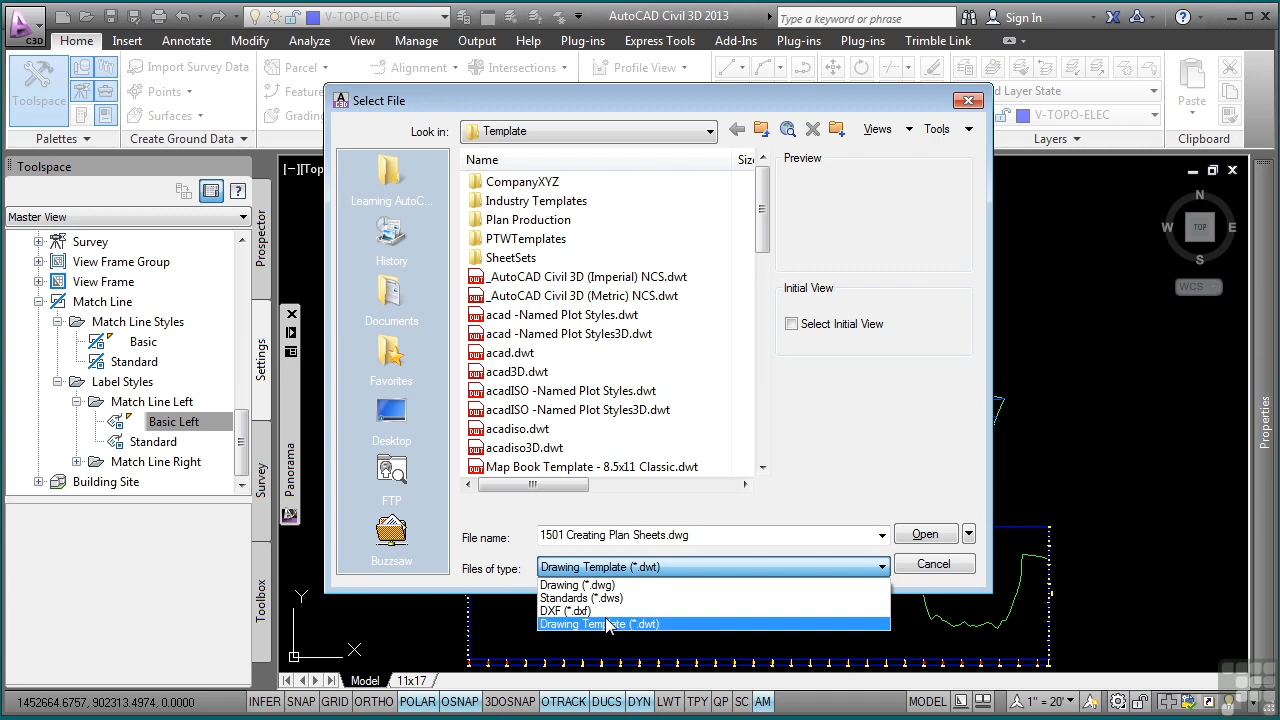 V-TOPO-ELEC
AutoCAD Civil 3D 2013
Type a keyword or phrase
Sign In
C3D
Home Insert Annotate Modify Analyze View Manage Output Help Plug-ins Express Tools Add-Ins Plug-ins Plug-ins Trimble Link
Toolspace
Import Survey Data
Points
Surfaces
Parcel
Feature
Grading
Alignment
Intersections
Profile View
Layer State
V-TOPO-ELEC
Paste
Palettes
Create Ground Data
Layers
Clipboard
Toolspace
Master View
Survey
View Frame Group
View Frame
Match Line
Match Line Styles
Basic
Standard
Label Styles
Match Line Left
Basic Left
Standard
Match Line Right
Building Site
Prospector
Settings
Survey
Toolbox
Panorama
[−][Top
Select File
Look in:
Template
Views
Tools
Learning AutoC...
History
Documents
Favorites
Desktop
FTP
Buzzsaw
Name
Siz
CompanyXYZ
Industry Templates
Plan Production
PTWTemplates
SheetSets
_AutoCAD Civil 3D (Imperial) NCS.dwt
_AutoCAD Civil 3D (Metric) NCS.dwt
acad -Named Plot Styles.dwt
acad -Named Plot Styles3D.dwt
acad.dwt
acad3D.dwt
acadISO -Named Plot Styles.dwt
acadISO -Named Plot Styles3D.dwt
acadiso.dwt
acadiso3D.dwt
Map Book Template - 8.5x11 Classic.dwt
Preview
Initial View
Select Initial View
File name:
1501 Creating Plan Sheets.dwg
Open
Files of type:
Drawing Template (*.dwt)
Cancel
Drawing (*.dwg)
Standards (*.dws)
DXF (*.dxf)
Drawing Template (*.dwt)
N
W
TOP
E
S
WCS
Properties
Y
X
Model
11x17
1452664.6757, 902313.4974, 0.0000
INFER SNAP GRID ORTHO POLAR OSNAP 3DOSNAP OTRACK DUCS DYN LWT TPY QP SC AM
MODEL
1" = 20'